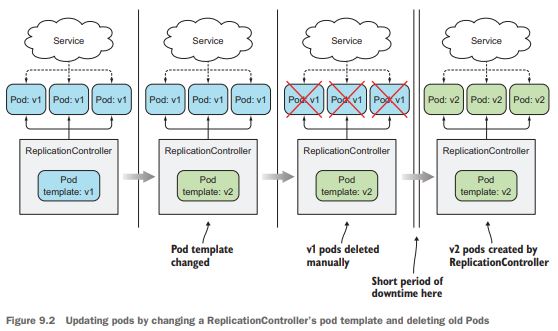 Service
Service
Service
Service
Pod: v1
Pod: v1
Pod: v1
Pod: v1
Pod: v1
Pod: v1
Pod: v1
Pod: v1
Pod: v1
Pod: v2
Pod: v2
Pod: v2
ReplicationController
Pod
template: v1
ReplicationController
Pod
template: v2
ReplicationController
Pod
template: v2
ReplicationController
Pod
template: v2
Pod template
changed
v1 pods deleted
manually
Short period of
downtime here
v2 pods created by
ReplicationController
Figure 9.2 Updating pods by changing a ReplicationController's pod template and deleting old Pods